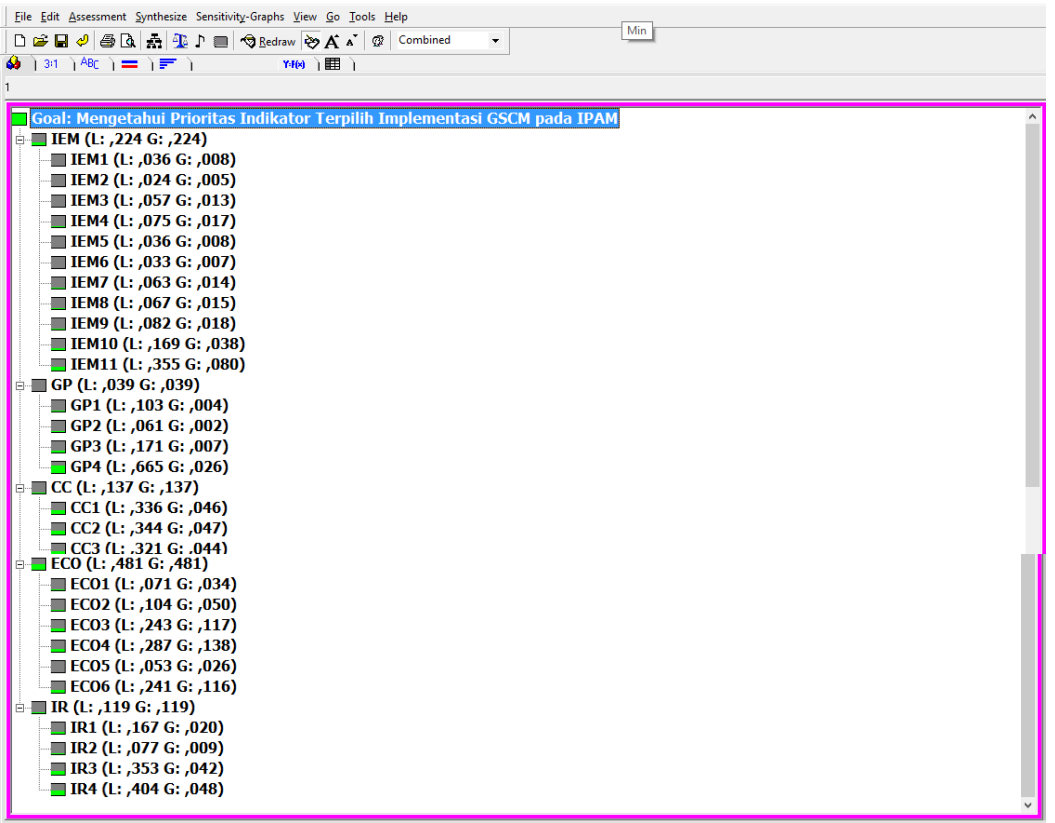 File Edit Assessment Synthesize Sensitivity-Graphs View Go Tools Help
Min
Redraw A A Combined
3:1 ABC Y=f(x)
1
Goal: Mengetahui Prioritas Indikator Terpilih Implementasi GSCM pada IPAM
IEM (L: ,224 G: ,224)
IEM1 (L: ,036 G: ,008)
IEM2 (L: ,024 G: ,005)
IEM3 (L: ,057 G: ,013)
IEM4 (L: ,075 G: ,017)
IEM5 (L: ,036 G: ,008)
IEM6 (L: ,033 G: ,007)
IEM7 (L: ,063 G: ,014)
IEM8 (L: ,067 G: ,015)
IEM9 (L: ,082 G: ,018)
IEM10 (L: ,169 G: ,038)
IEM11 (L: ,355 G: ,080)
GP (L: ,039 G: ,039)
GP1 (L: ,103 G: ,004)
GP2 (L: ,061 G: ,002)
GP3 (L: ,171 G: ,007)
GP4 (L: ,665 G: ,026)
CC (L: ,137 G: ,137)
CC1 (L: ,336 G: ,046)
CC2 (L: ,344 G: ,047)
CC3 (L: ,321 G: ,044)
ECO (L: ,481 G: ,481)
ECO1 (L: ,071 G: ,034)
ECO2 (L: ,104 G: ,050)
ECO3 (L: ,243 G: ,117)
ECO4 (L: ,287 G: ,138)
ECO5 (L: ,053 G: ,026)
ECO6 (L: ,241 G: ,116)
IR (L: ,119 G: ,119)
IR1 (L: ,167 G: ,020)
IR2 (L: ,077 G: ,009)
IR3 (L: ,353 G: ,042)
IR4 (L: ,404 G: ,048)